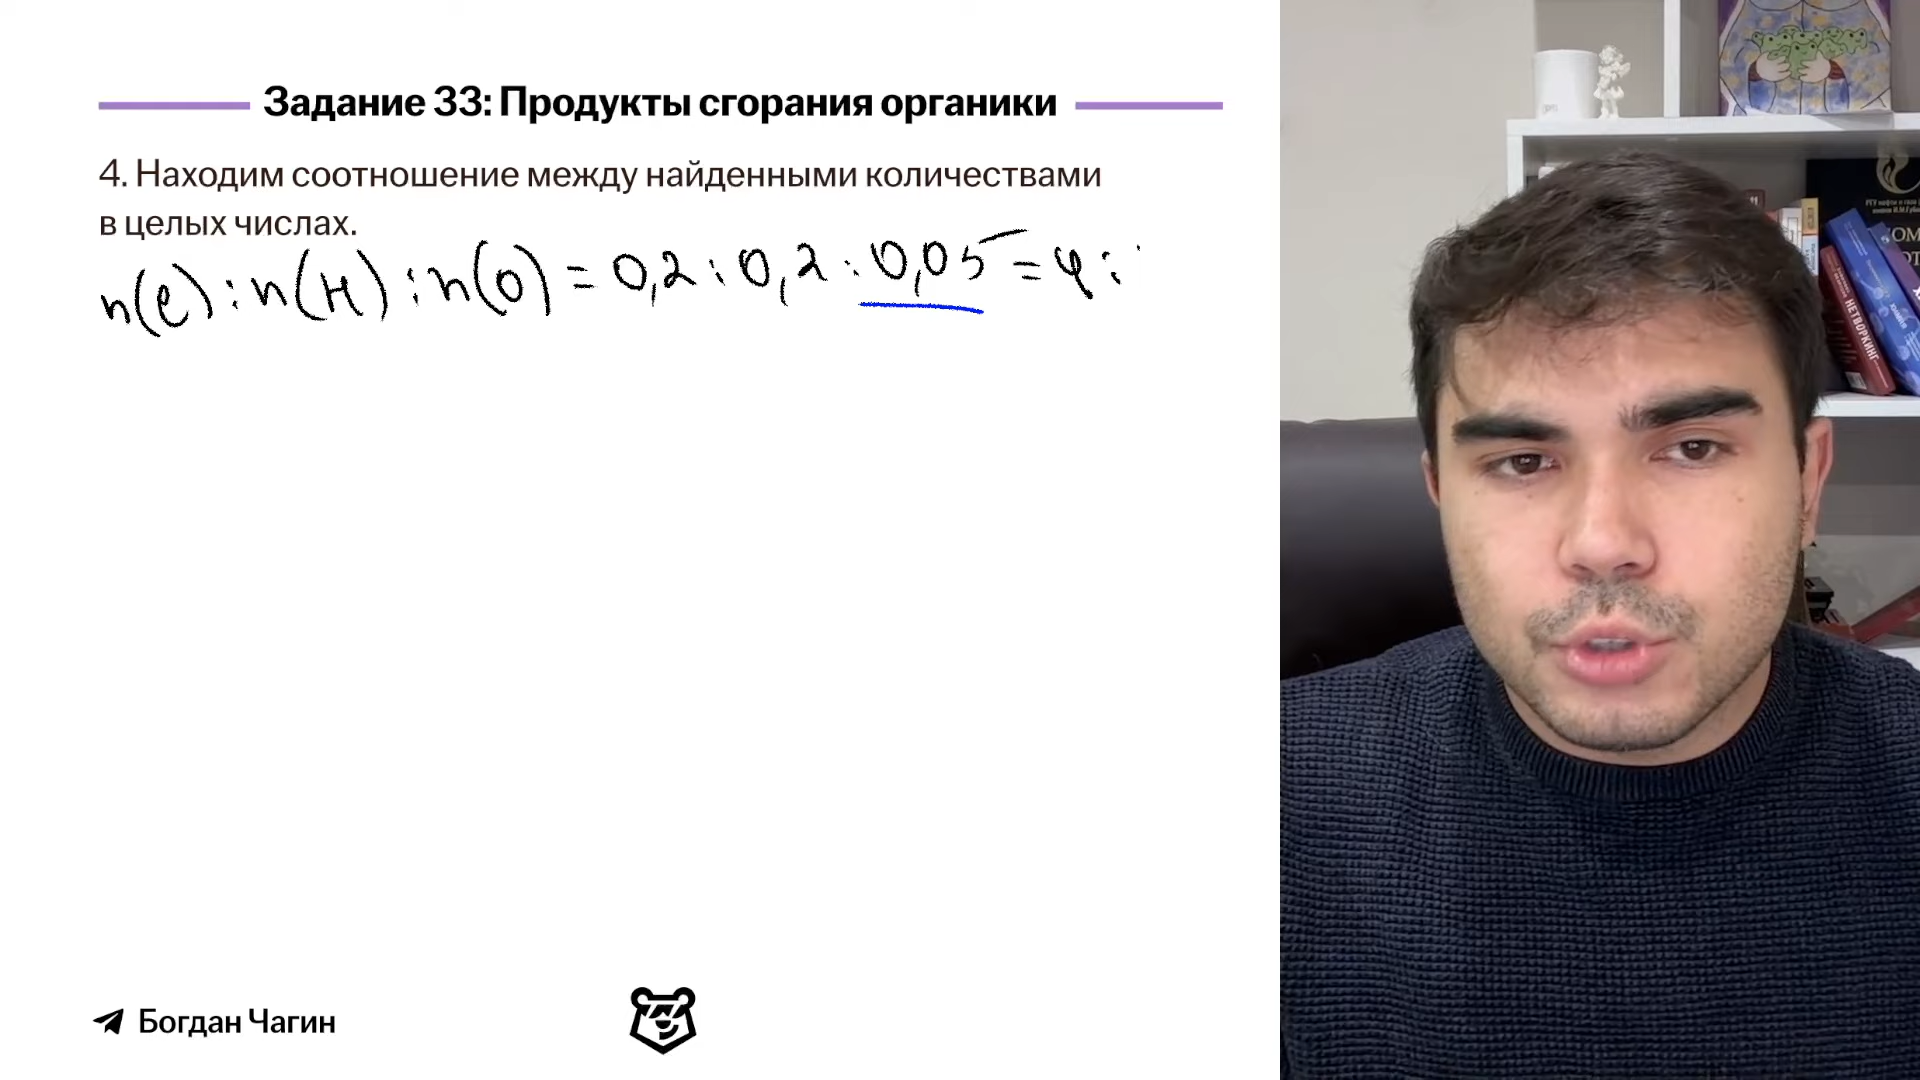 Задание 33: Продукты сгорания органики
4. Находим соотношение между найденными количествами
в целых числах.
n(C) : n(H) : n(O) = 0,2 : 0,2 : 0,05 = 4 :
Богдан Чагин
НЕТВОРКИНГ